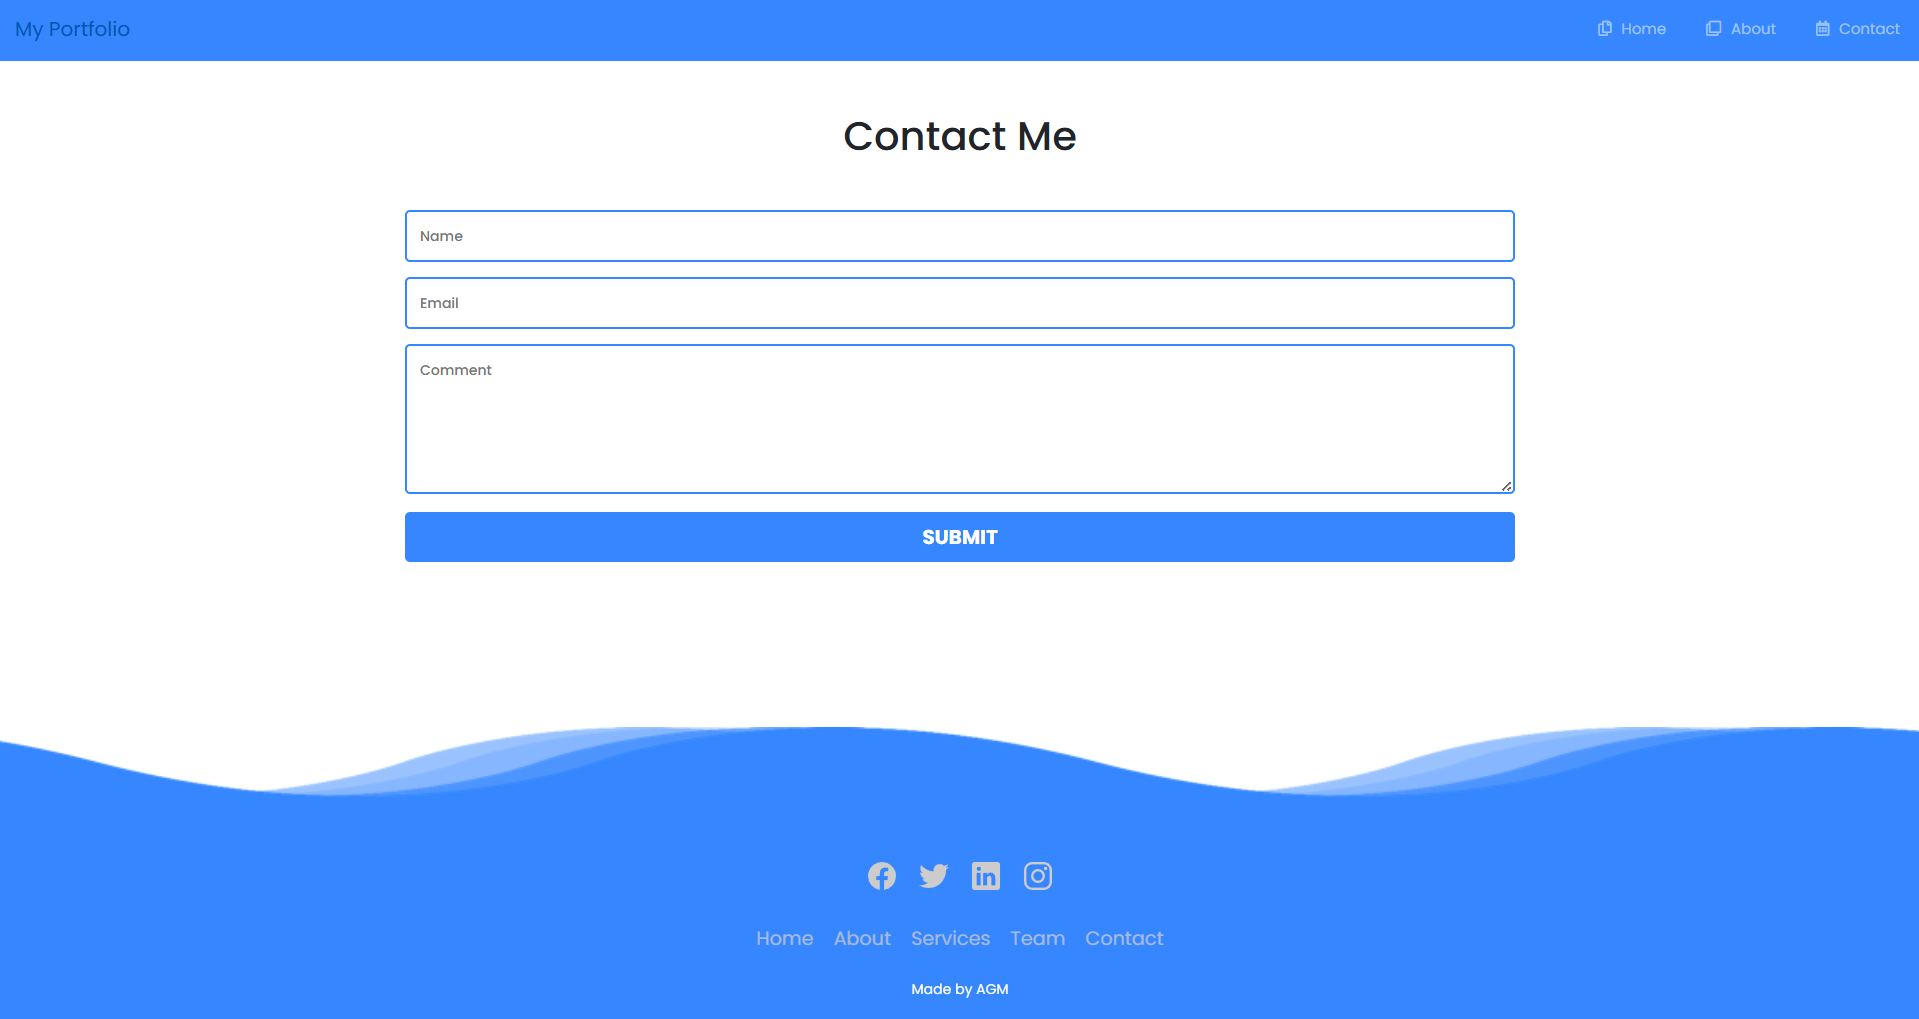 My Portfolio
Home About Contact
Contact Me
Name
Email
Comment
SUBMIT
Home About Services Team Contact
Made by AGM